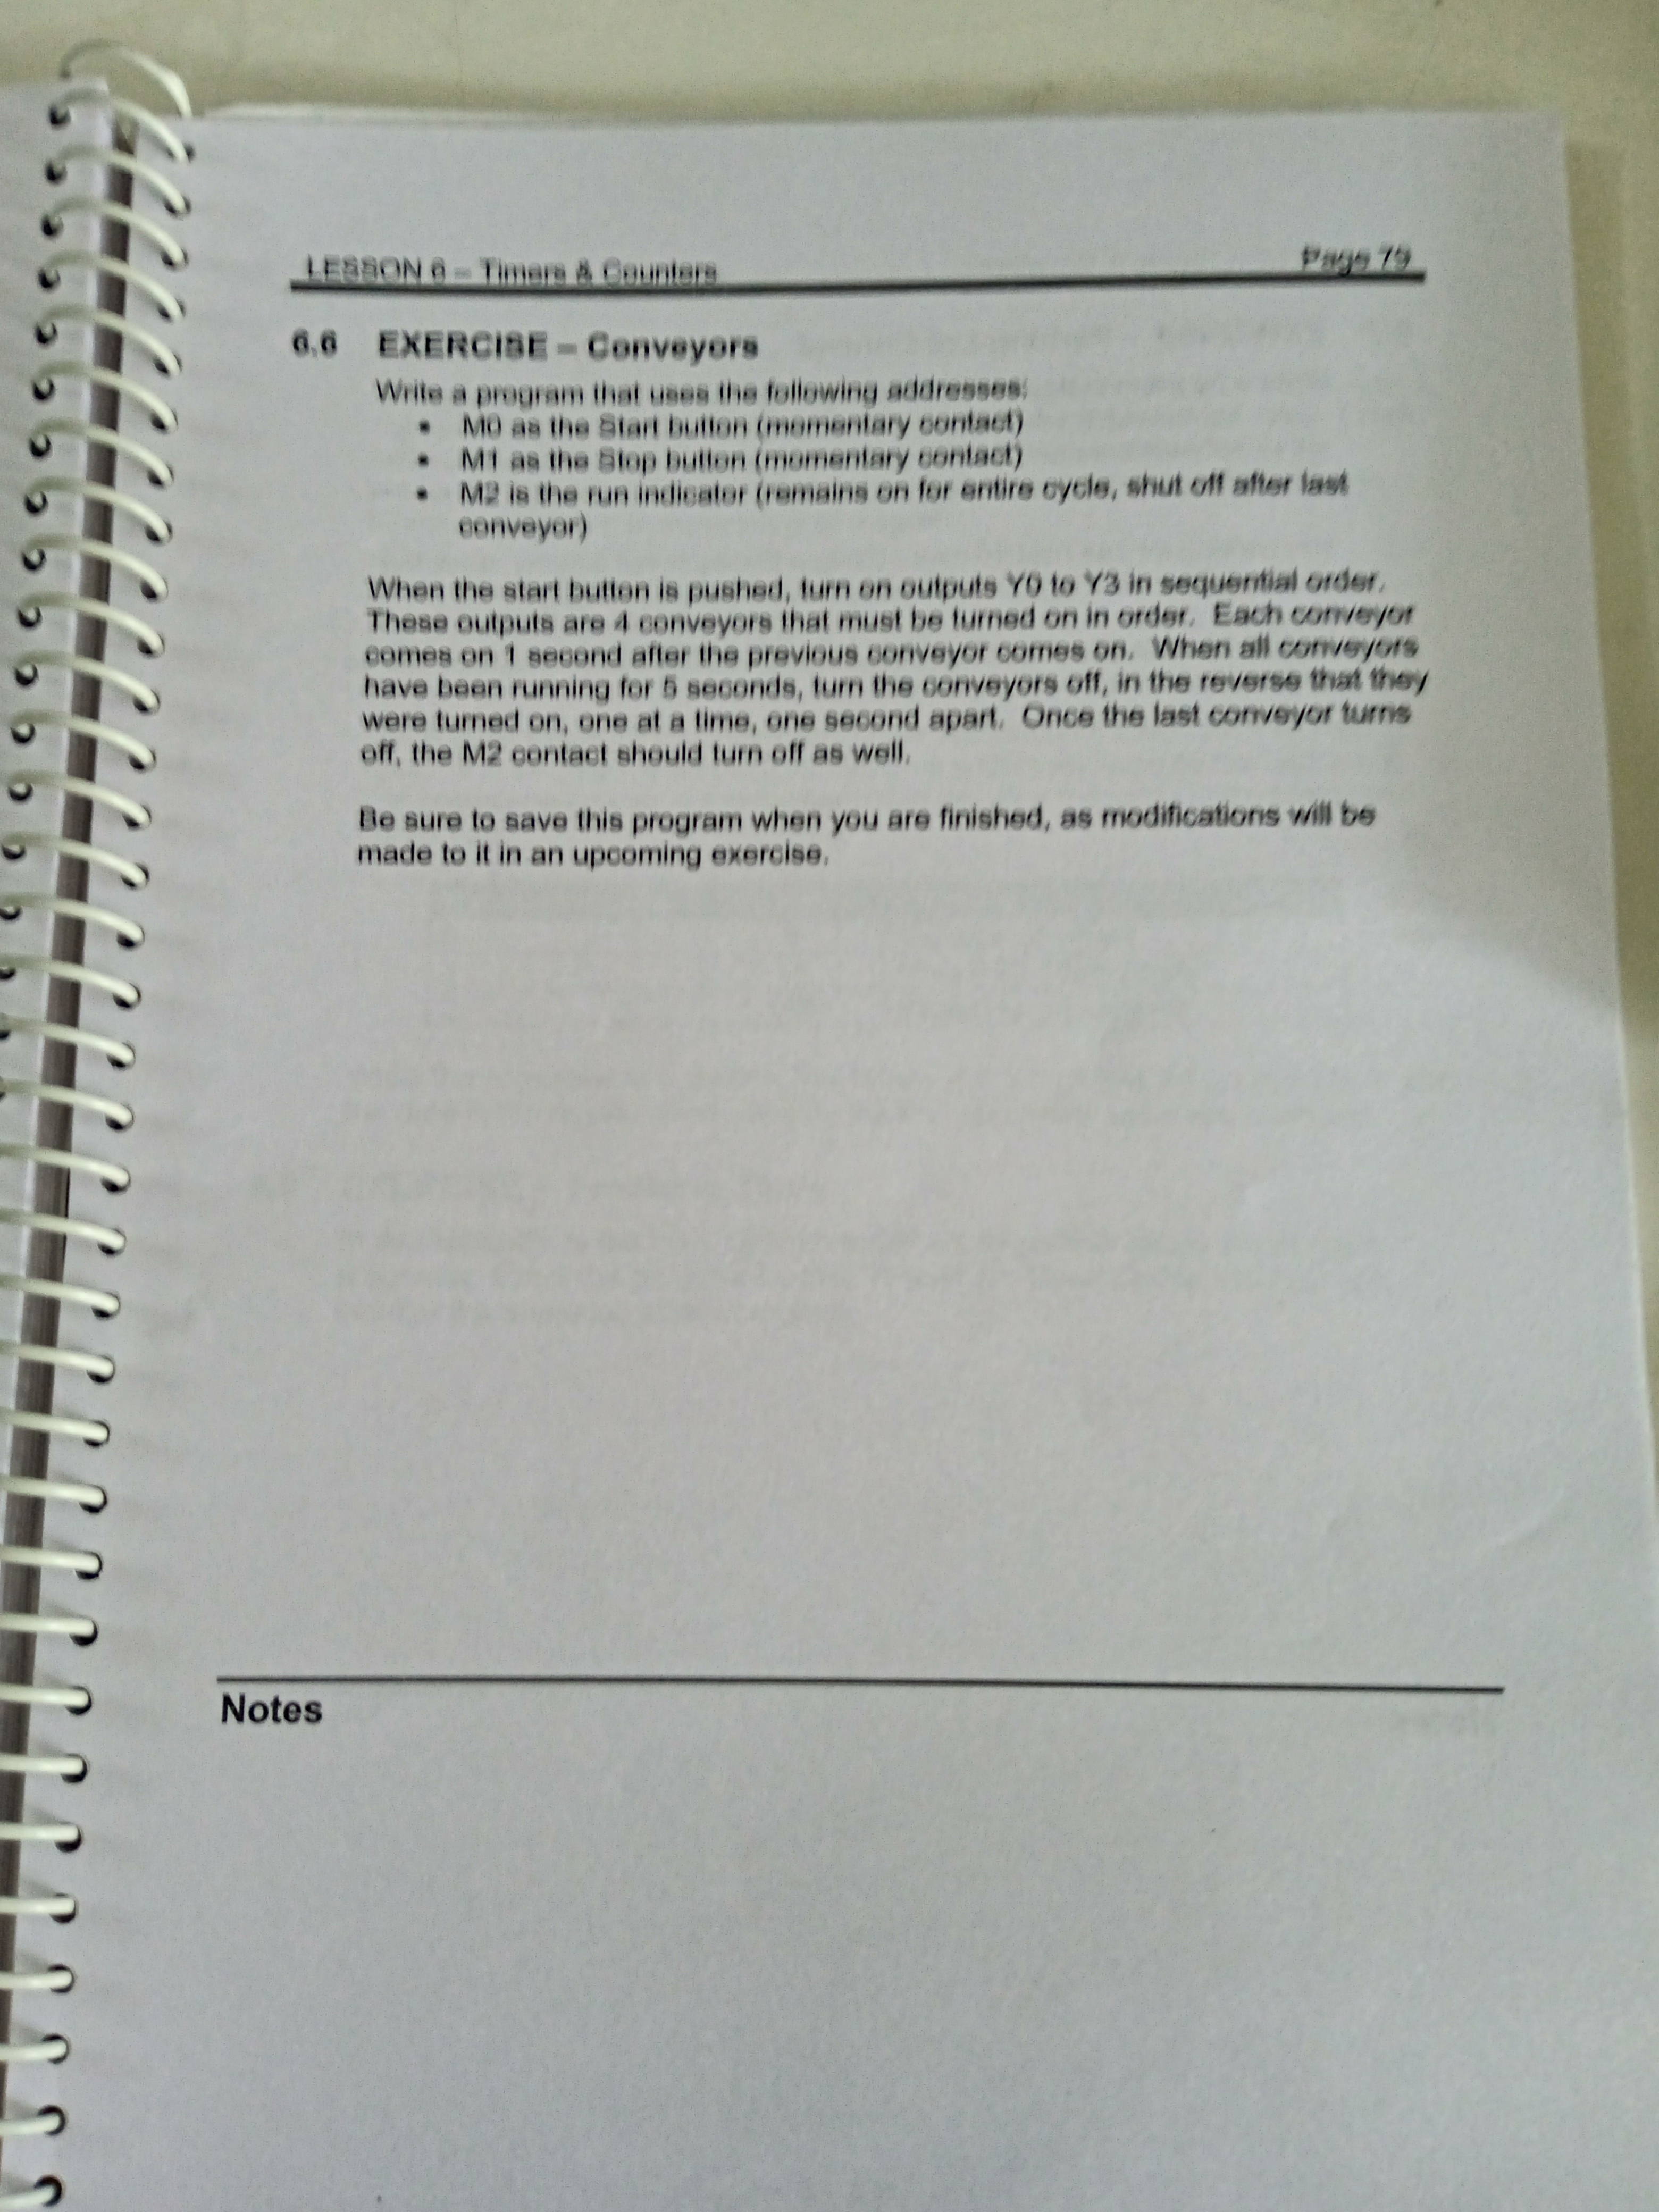 LESSON 6 – Timers & Counters
Page 79
6.6 EXERCISE – Conveyors
Write a program that uses the following addresses:
• M0 as the Start button (momentary contact)
• M1 as the Stop button (momentary contact)
• M2 is the run indicator (remains on for entire cycle, shut off after last
conveyor)
When the start button is pushed, turn on outputs Y0 to Y3 in sequential order.
These outputs are 4 conveyors that must be turned on in order. Each conveyor
comes on 1 second after the previous conveyor comes on. When all conveyors
have been running for 5 seconds, turn the conveyors off, in the reverse that they
were turned on, one at a time, one second apart. Once the last conveyor turns
off, the M2 contact should turn off as well.
Be sure to save this program when you are finished, as modifications will be
made to it in an upcoming exercise.
Notes